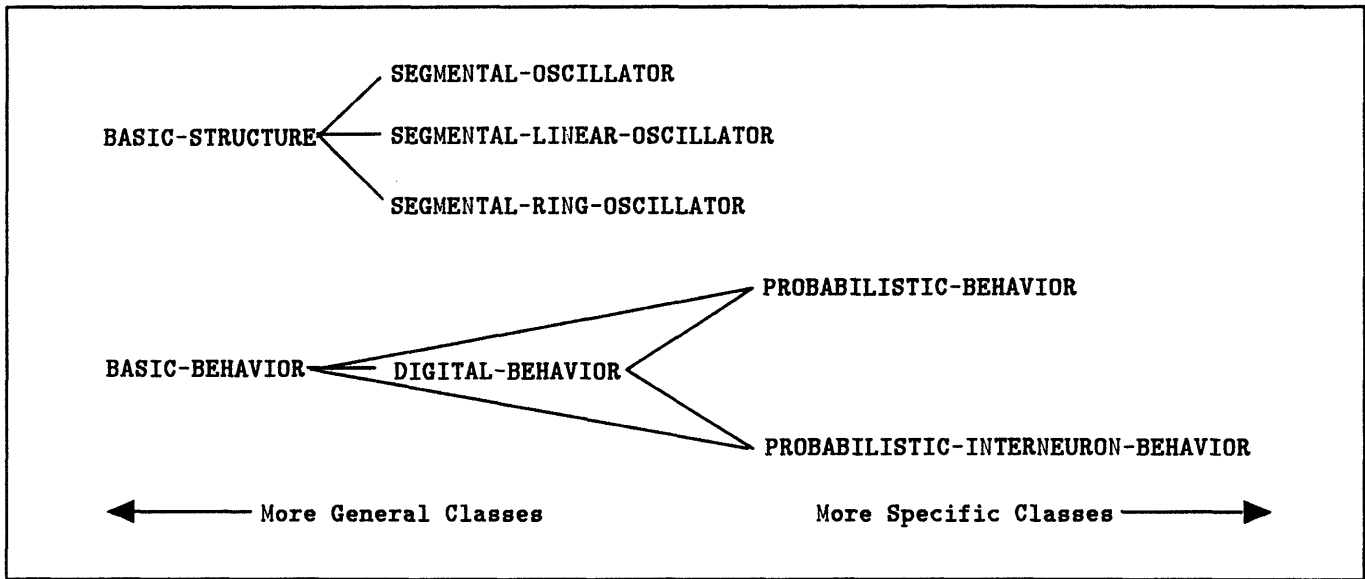 SEGMENTAL-OSCILLATOR
BASIC-STRUCTURE SEGMENTAL-LINEAR-OSCILLATOR
SEGMENTAL-RING-OSCILLATOR
PROBABILISTIC-BEHAVIOR
BASIC-BEHAVIOR DIGITAL-BEHAVIOR
PROBABILISTIC-INTERNEURON-BEHAVIOR
More General Classes More Specific Classes